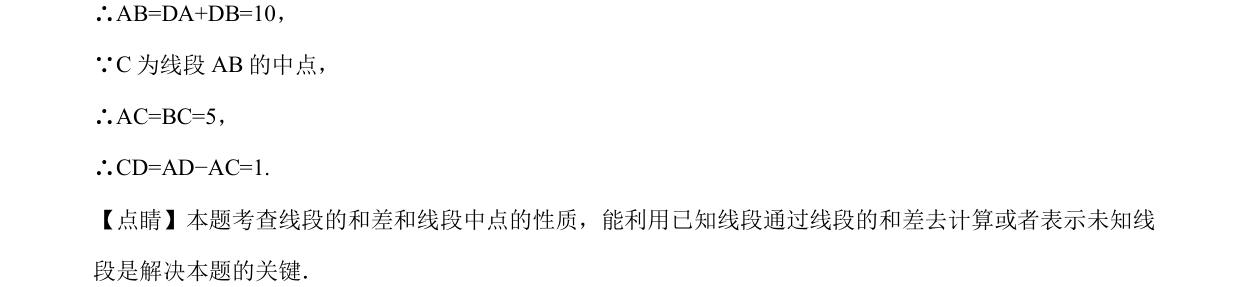 ∴AB=DA+DB=10，
∵C 为线段 AB 的中点，
∴AC=BC=5，
∴CD=AD−AC=1.
【点睛】本题考查线段的和差和线段中点的性质，能利用已知线段通过线段的和差去计算或者表示未知线
段是解决本题的关键．